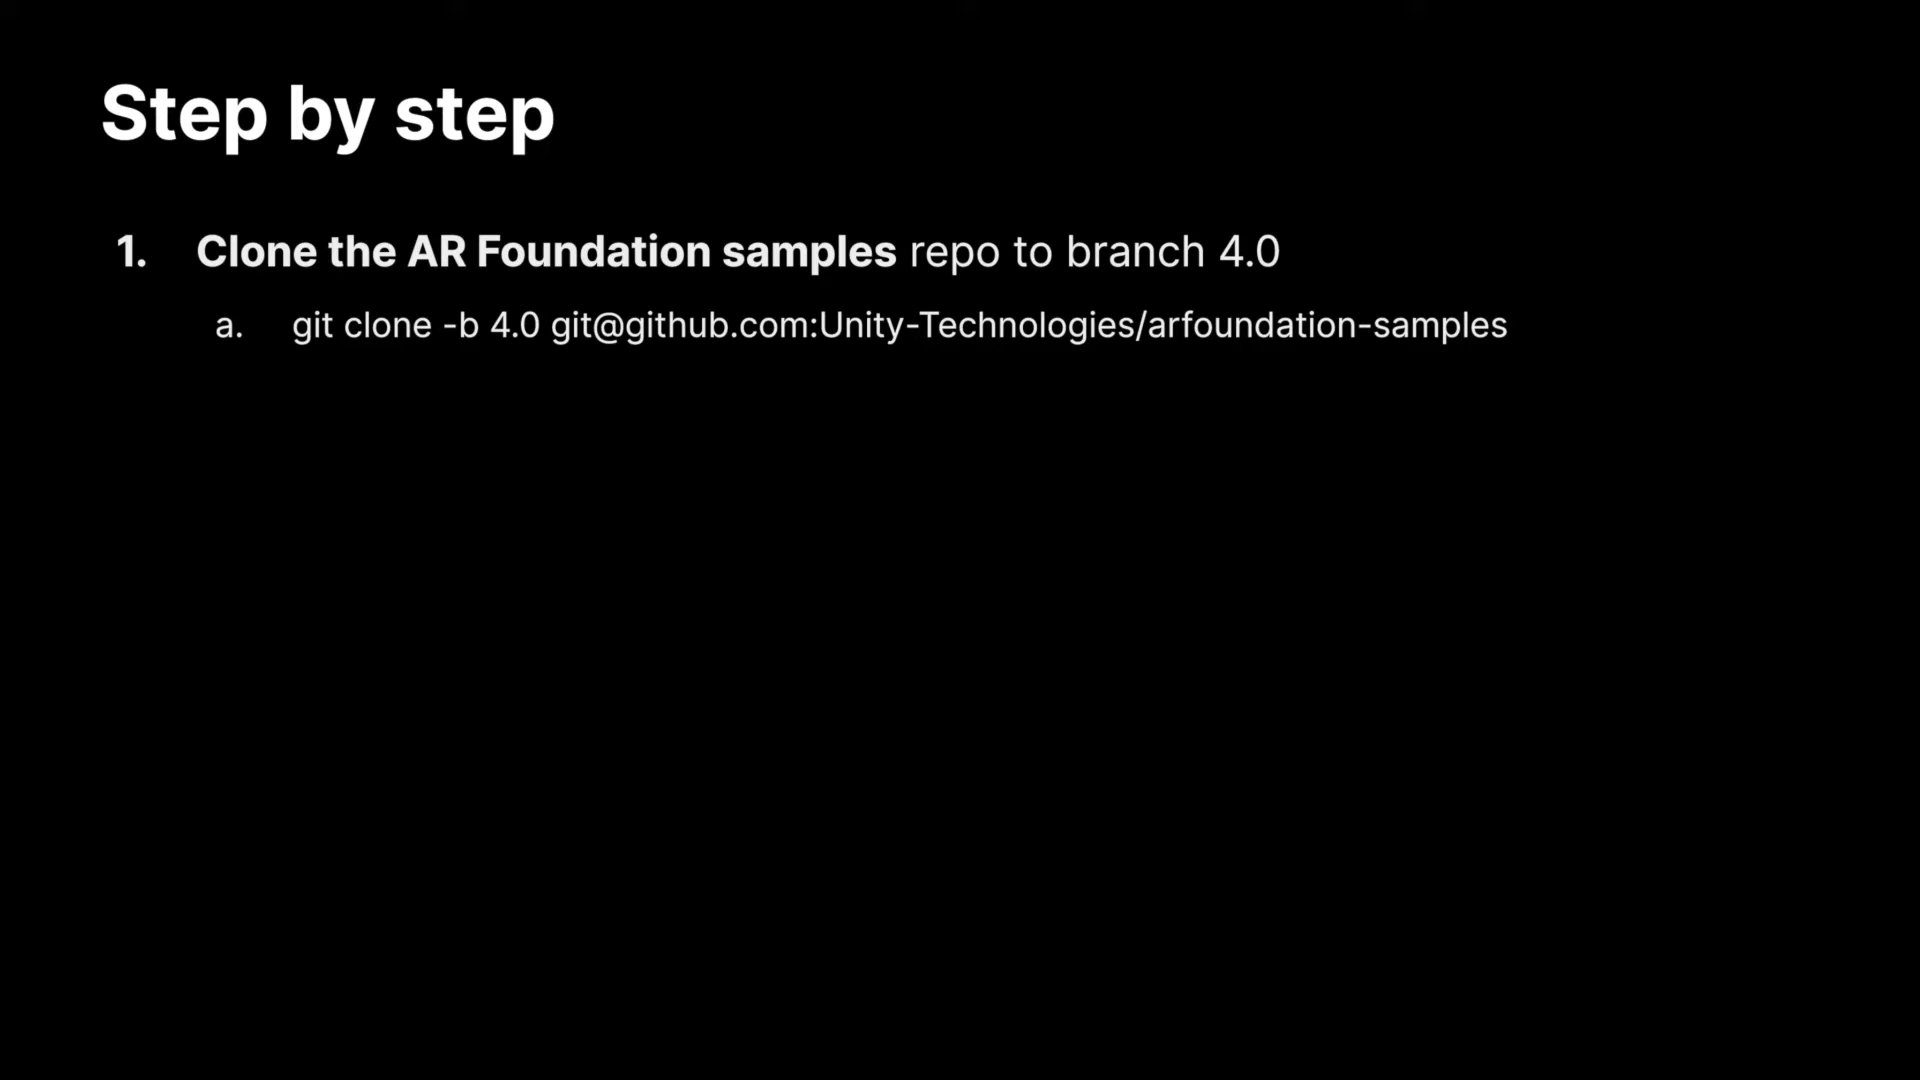 Step by step
1. Clone the AR Foundation samples repo to branch 4.0
a. git clone -b 4.0 git@github.com:Unity-Technologies/arfoundation-samples